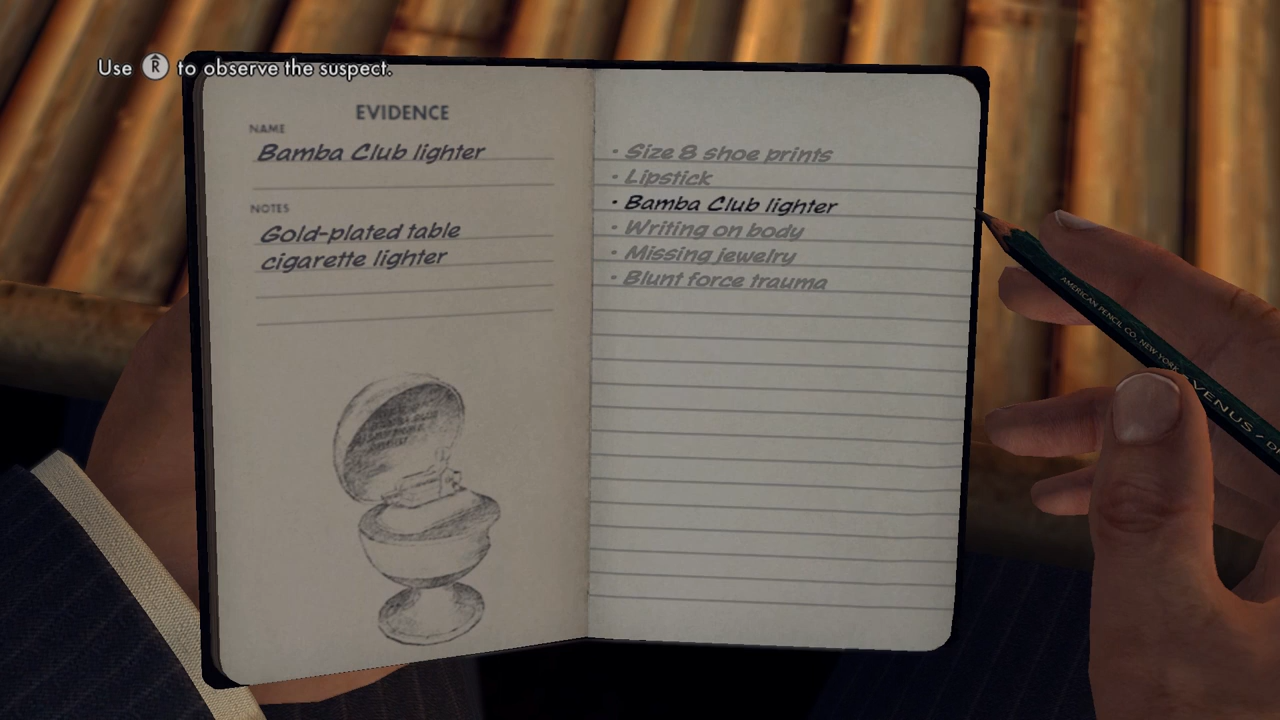 Use R to observe the suspect.
EVIDENCE
NAME
Bamba Club lighter
NOTES
Gold-plated table
cigarette lighter
• Size 8 shoe prints
• Lipstick
• Bamba Club lighter
• Writing on body
• Missing jewelry
• Blunt force trauma
AMERICAN PENCIL CO. NEW YORK
VENUS